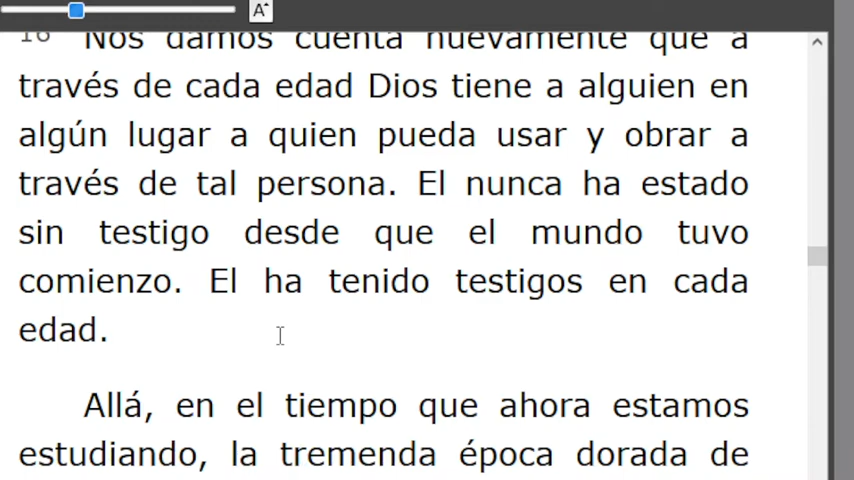 A
16 Nos damos cuenta nuevamente que a
través de cada edad Dios tiene a alguien en
algún lugar a quien pueda usar y obrar a
través de tal persona. El nunca ha estado
sin testigo desde que el mundo tuvo
comienzo. El ha tenido testigos en cada
edad.
Allá, en el tiempo que ahora estamos
estudiando, la tremenda época dorada de